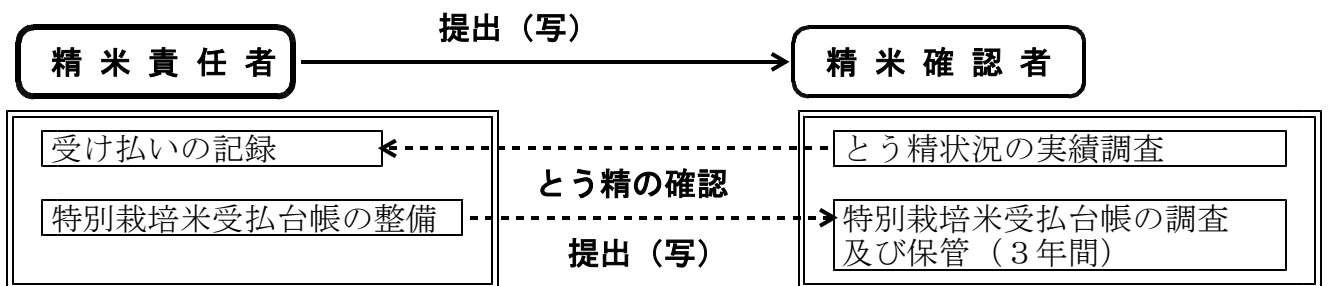 提出（写）
精米責任者
精米確認者
受け払いの記録
とう精状況の実績調査
とう精の確認
特別栽培米受払台帳の整備
特別栽培米受払台帳の調査
及び保管（３年間）
提出（写）